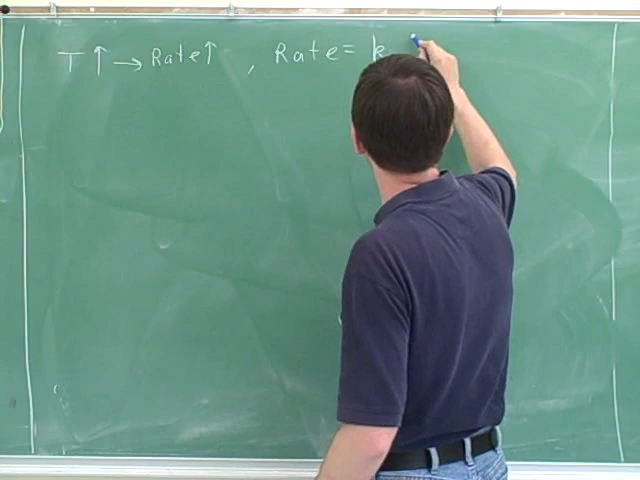 T ↑ → Rate ↑ , Rate = k